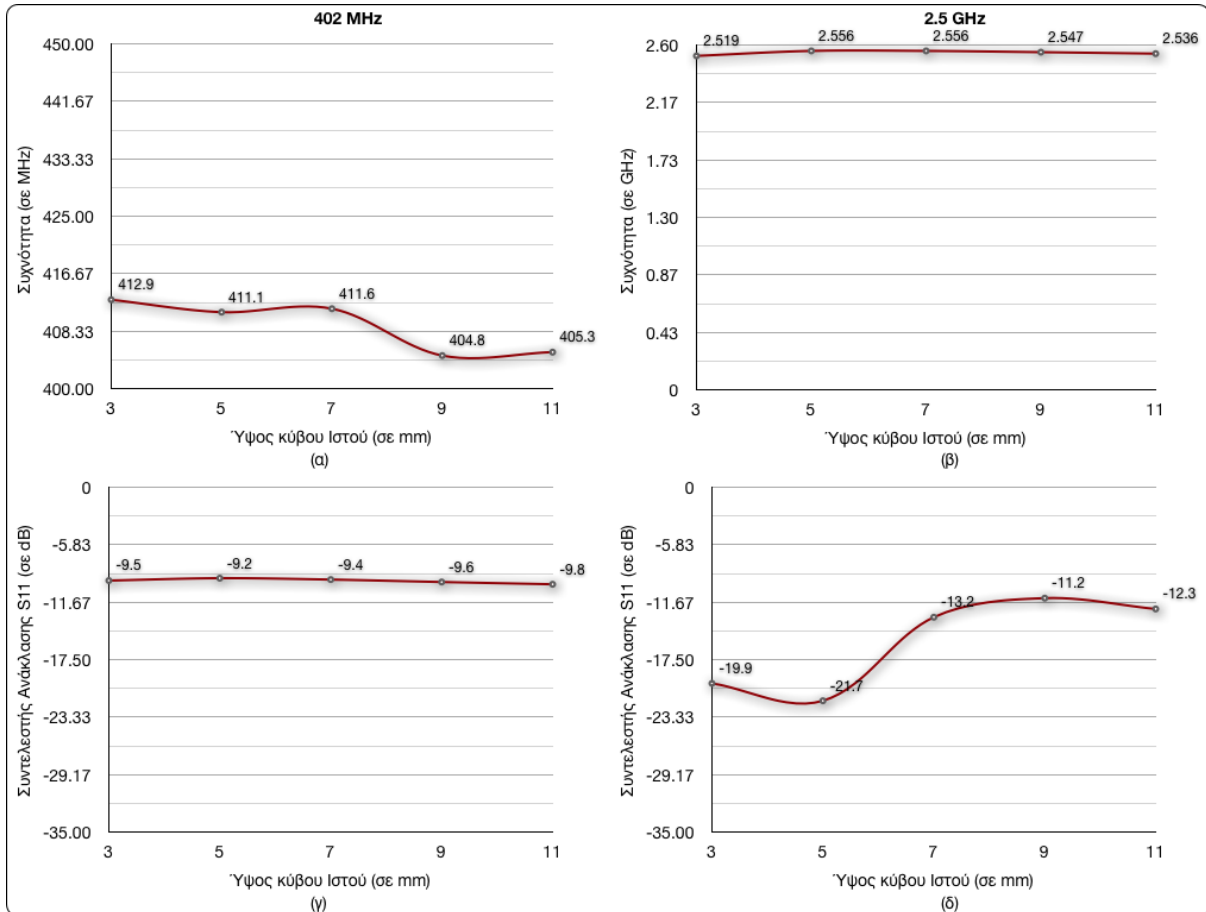 402 MHz
450.00
441.67
433.33
425.00
416.67
408.33
400.00
Συχνότητα (σε MHz)
412.9
411.1
411.6
404.8
405.3
3 5 7 9 11
Ύψος κύβου Ιστού (σε mm)
(α)
2.5 GHz
2.60
2.17
1.73
1.30
0.87
0.43
0
Συχνότητα (σε GHz)
2.519
2.556
2.556
2.547
2.536
3 5 7 9 11
Ύψος κύβου Ιστού (σε mm)
(β)
0
-5.83
-11.67
-17.50
-23.33
-29.17
-35.00
Συντελεστής Ανάκλασης S11 (σε dB)
-9.5
-9.2
-9.4
-9.6
-9.8
3 5 7 9 11
Ύψος κύβου Ιστού (σε mm)
(γ)
0
-5.83
-11.67
-17.50
-23.33
-29.17
-35.00
Συντελεστής Ανάκλασης S11 (σε dB)
-19.9
-21.7
-13.2
-11.2
-12.3
3 5 7 9 11
Ύψος κύβου Ιστού (σε mm)
(δ)